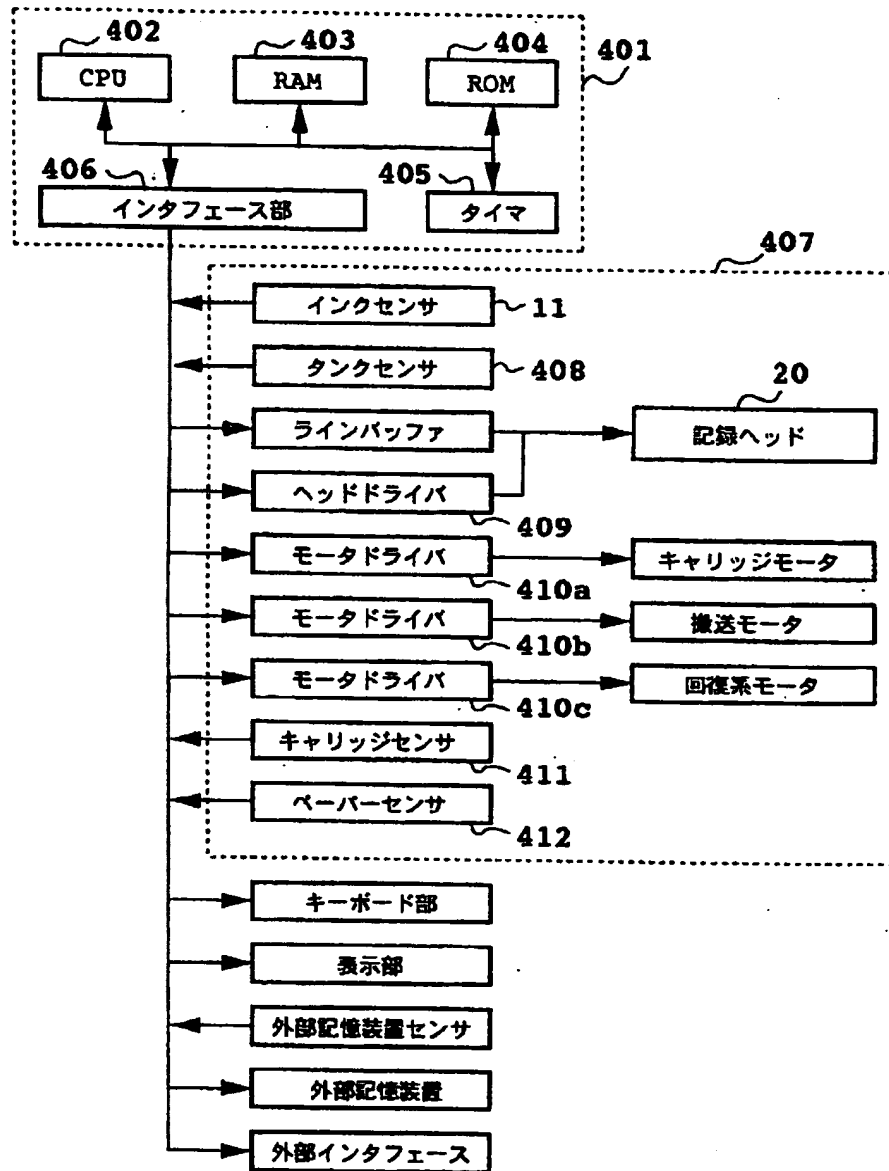 402
403
404
401
CPU
RAM
ROM
406
405
インタフェース部
タイマ
407
インクセンサ
11
タンクセンサ
408
20
ラインバッファ
記録ヘッド
ヘッドドライバ
409
モータドライバ
キャリッジモータ
410a
モータドライバ
搬送モータ
410b
モータドライバ
回復系モータ
410c
キャリッジセンサ
411
ペーパーセンサ
412
キーボード部
表示部
外部記憶装置センサ
外部記憶装置
外部インタフェース